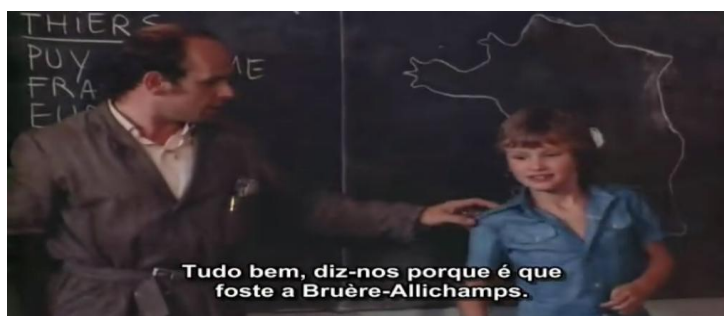 THIERS
PUY
FRA
Tudo bem, diz-nos porque é que
foste a Bruère-Allichamps.